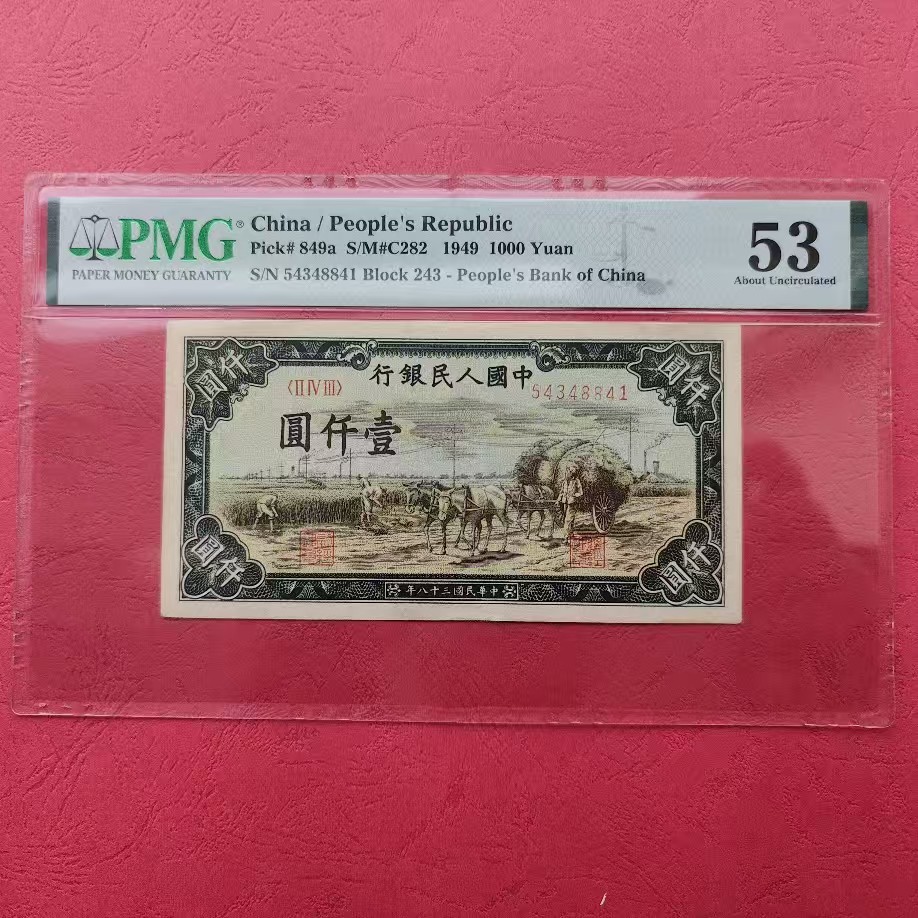 PMG®
PAPER MONEY GUARANTY
China / People's Republic
Pick# 849a S/M#C282 1949 1000 Yuan
S/N 54348841 Block 243 - People's Bank of China
53
About Uncirculated
圓仟
圓仟
行銀民人國中
〈II IV III〉
54348841
圓仟壹
圓仟
圓仟
年八十三國民華中